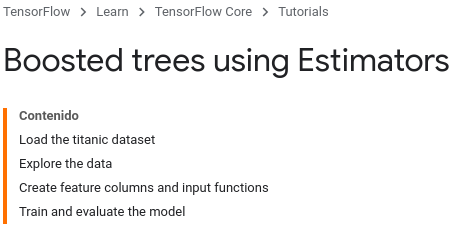 TensorFlow > Learn > TensorFlow Core > Tutorials
Boosted trees using Estimators
Contenido
Load the titanic dataset
Explore the data
Create feature columns and input functions
Train and evaluate the model